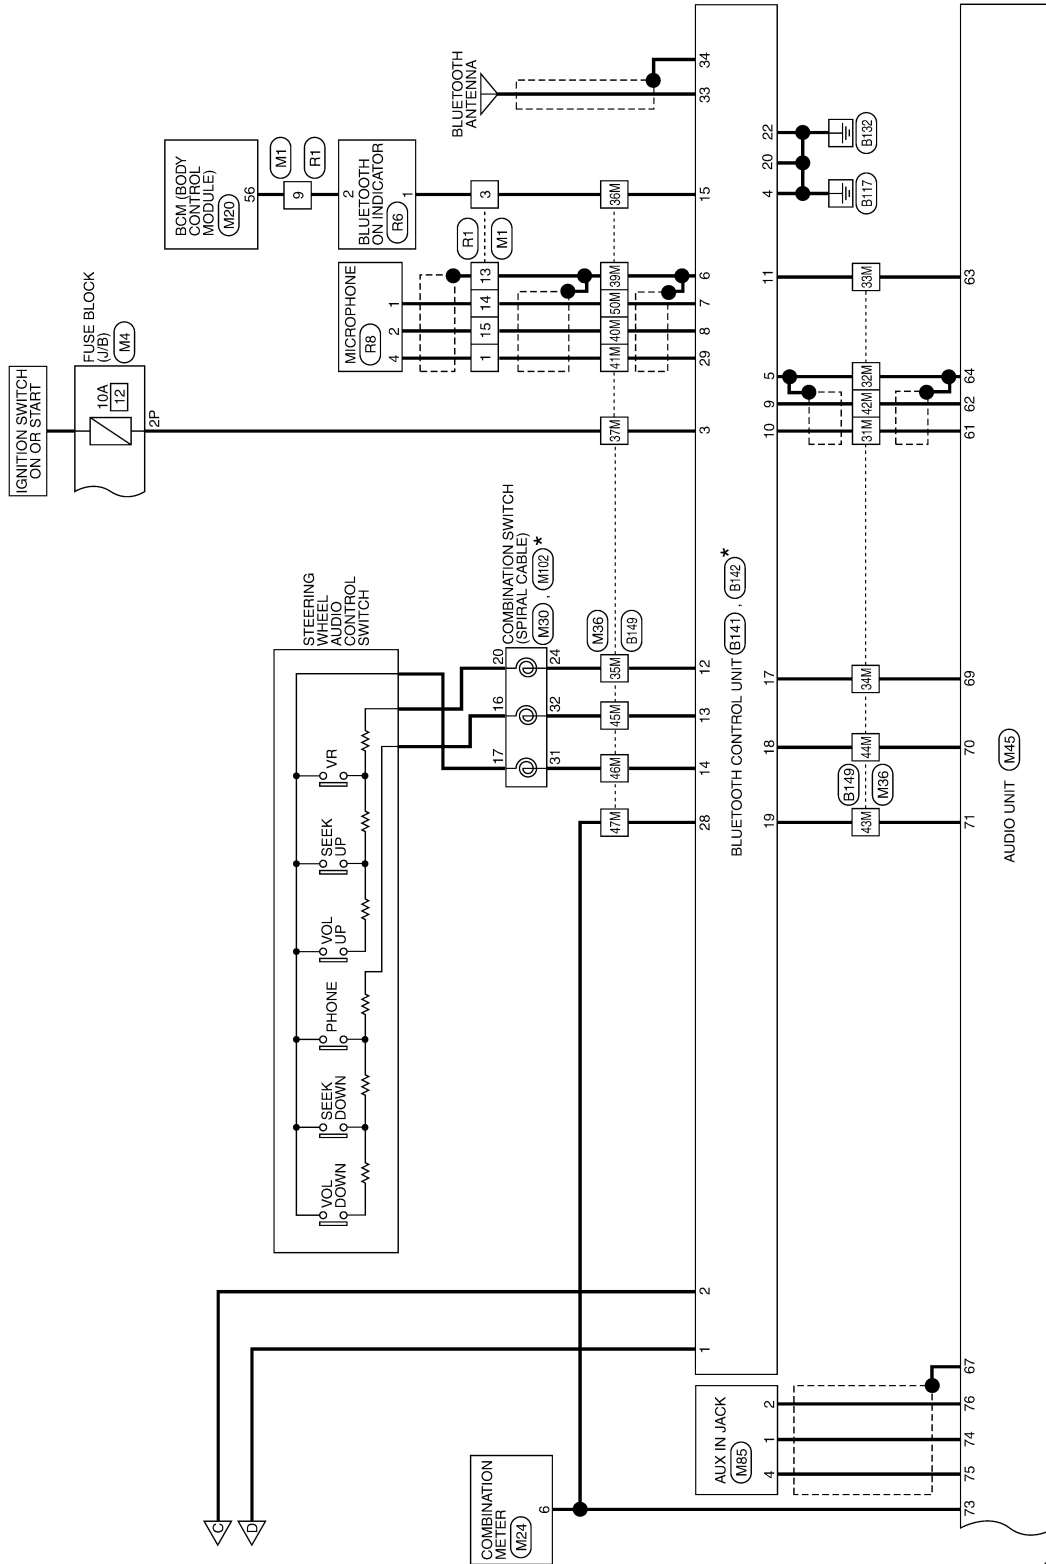 IGNITION SWITCH
ON OR START
FUSE BLOCK
(J/B)
M4
10A
12
2P
BCM (BODY
CONTROL
MODULE)
M20
56
M1
R1
9
2
BLUETOOTH
ON INDICATOR
R6
1
3
36M
15
MICROPHONE
R8
4 2 1
R1
M1
1 15 14 13
41M 40M 50M 39M
29 8 7 6
37M
3
BLUETOOTH
ANTENNA
33 34
STEERING
WHEEL
AUDIO
CONTROL
SWITCH
VOL
DOWN
SEEK
DOWN
PHONE
VOL
UP
SEEK
UP
VR
COMBINATION SWITCH
(SPIRAL CABLE)
M30 , M102 *
17 16 20
31 32 24
M36
B149
47M 46M 45M 35M
28 14 13 12
C
D
1 2
BLUETOOTH CONTROL UNIT B141 , B142 *
19 18 17 10 9 5 11 4 20 22
B117
B132
B149
M36
43M 44M 34M 31M 42M 32M 33M
71 70 69 61 62 64 63
COMBINATION
METER
M24
6
AUX IN JACK
M85
4 1 2
73 75 74 76 67
AUDIO UNIT M45